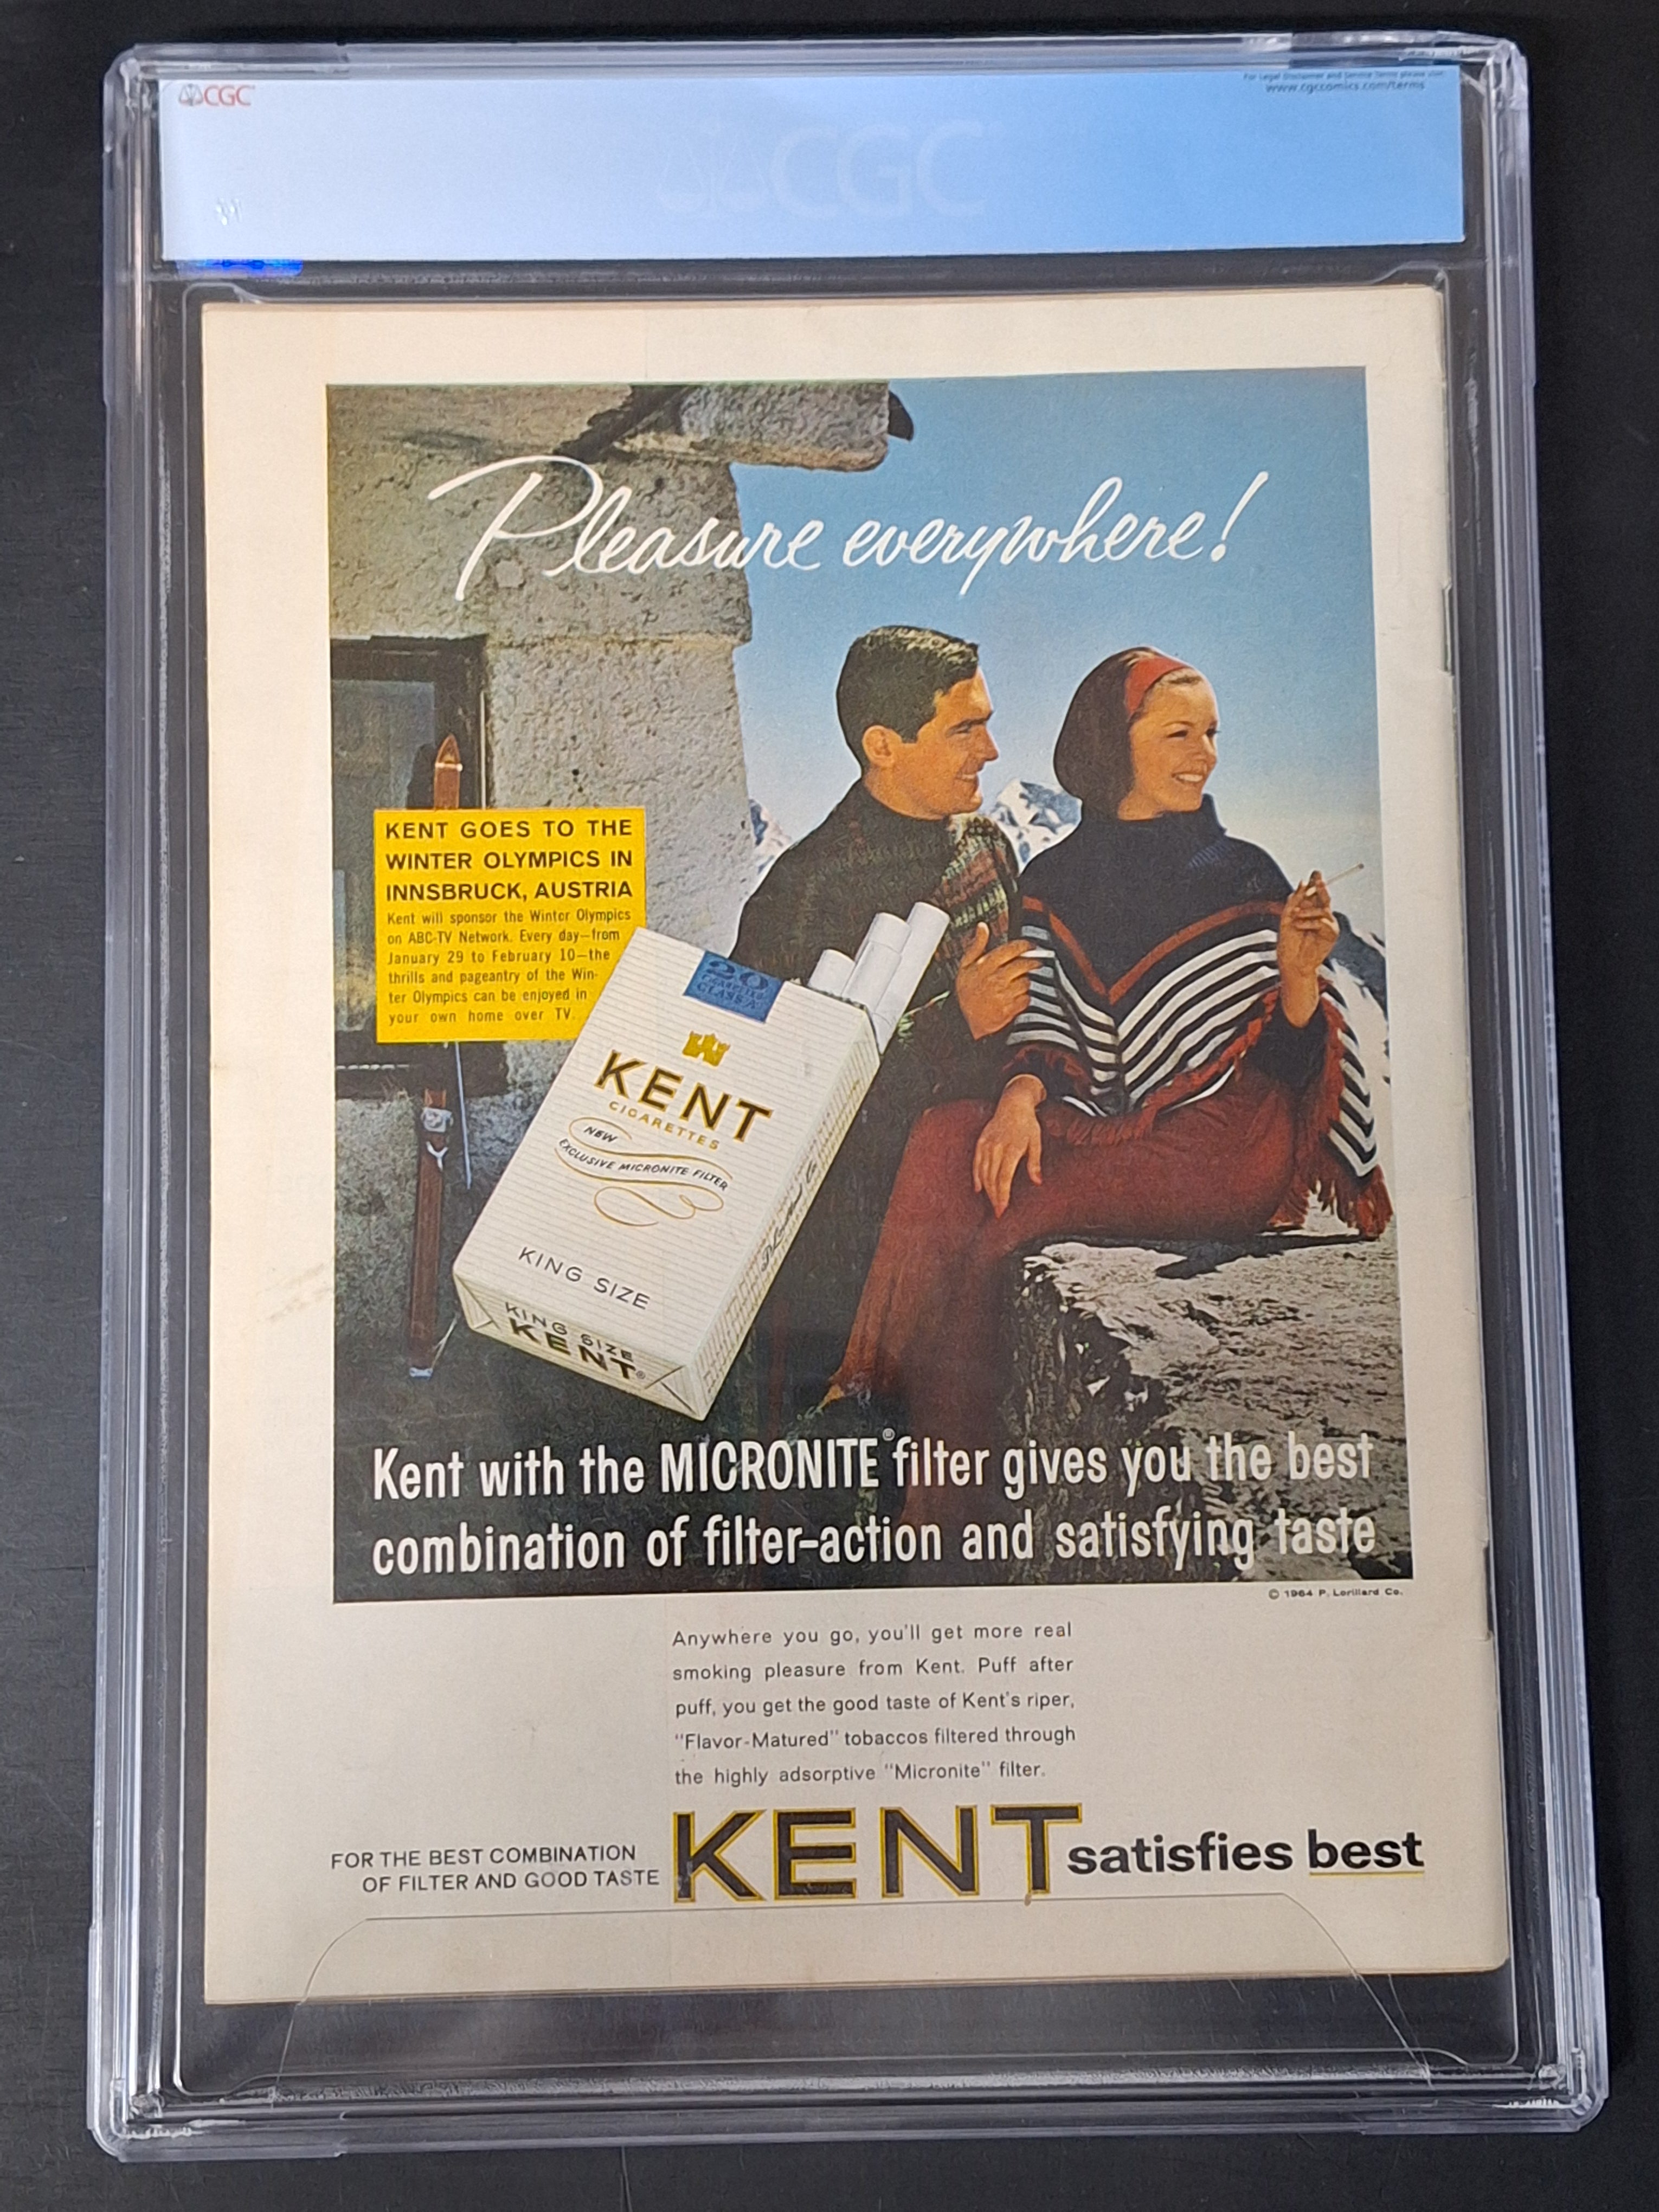 CGC
For Legal Disclaimer and Service Terms please visit
www.cgccomics.com/terms
CGC
Pleasure everywhere!
KENT GOES TO THE
WINTER OLYMPICS IN
INNSBRUCK, AUSTRIA
Kent will sponsor the Winter Olympics
on ABC-TV Network. Every day—from
January 29 to February 10—the
thrills and pageantry of the Win-
ter Olympics can be enjoyed in
your own home over TV.
20
CIGARETTES
CLASS A
KENT
CIGARETTES
NEW
EXCLUSIVE MICRONITE FILTER
KING SIZE
P. Lorillard Co.
KING SIZE
KENT®
Kent with the MICRONITE® filter gives you the best
combination of filter-action and satisfying taste
© 1964 P. Lorillard Co.
Anywhere you go, you'll get more real
smoking pleasure from Kent. Puff after
puff, you get the good taste of Kent's riper,
"Flavor-Matured" tobaccos filtered through
the highly adsorptive "Micronite" filter.
FOR THE BEST COMBINATION
OF FILTER AND GOOD TASTE
KENT satisfies best